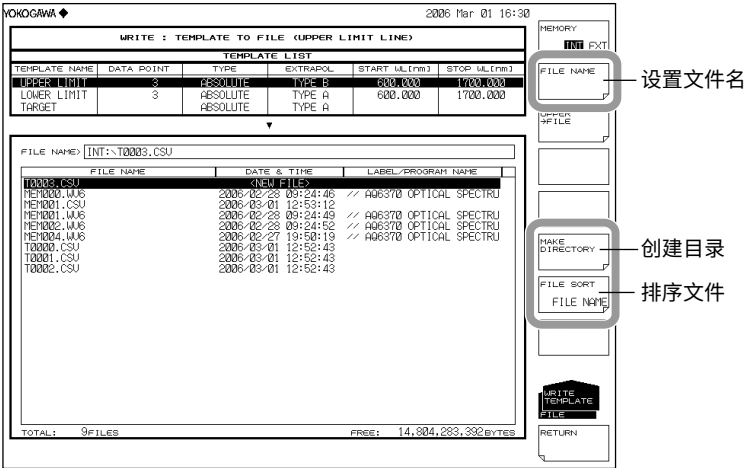 YOKOGAWA ◆ 2006 Mar 01 16:30
WRITE : TEMPLATE TO FILE (UPPER LIMIT LINE)
TEMPLATE LIST
TEMPLATE NAME DATA POINT TYPE EXTRAPOL START WL[nm] STOP WL[nm]
UPPER LIMIT 3 ABSOLUTE TYPE B 600.000 1700.000
LOWER LIMIT 3 ABSOLUTE TYPE A 600.000 1700.000
TARGET ABSOLUTE TYPE A
▼
FILE NAME> INT:\T0003.CSV
FILE NAME DATE & TIME LABEL/PROGRAM NAME
T0003.CSV <NEW FILE>
MEM000.WV6 2006/02/28 09:24:46 // AQ6370 OPTICAL SPECTRU
MEM001.CSV 2006/03/01 12:53:12
MEM001.WV6 2006/02/28 09:24:49 // AQ6370 OPTICAL SPECTRU
MEM002.WV6 2006/02/28 09:24:52 // AQ6370 OPTICAL SPECTRU
MEM004.WV6 2006/02/27 19:50:19 // AQ6370 OPTICAL SPECTRU
T0000.CSV 2006/03/01 12:52:43
T0001.CSV 2006/03/01 12:52:43
T0002.CSV 2006/03/01 12:52:43
TOTAL: 9FILES FREE: 14,804,283,392BYTES
MEMORY
INT EXT
FILE NAME
设置文件名
UPPER
→FILE
MAKE
DIRECTORY
创建目录
FILE SORT
FILE NAME
排序文件
WRITE
TEMPLATE
FILE
RETURN